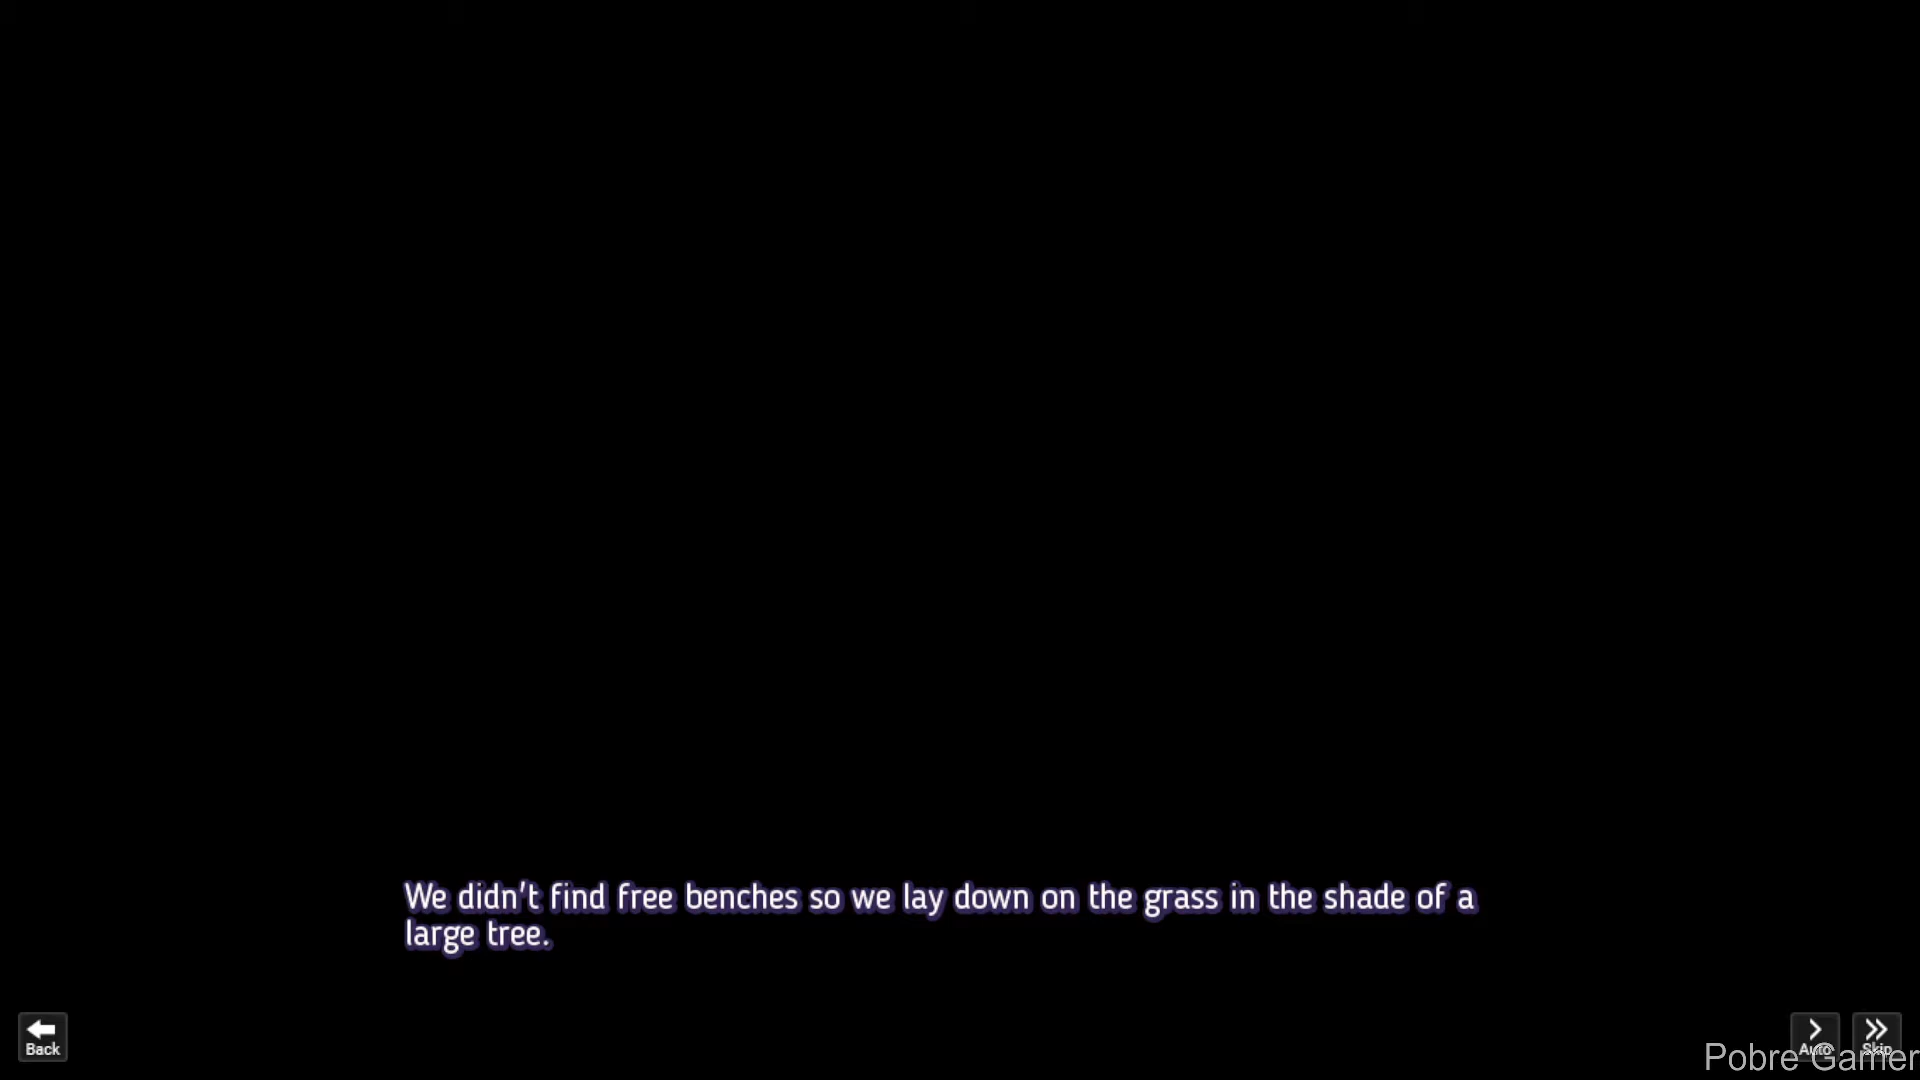 We didn't find free benches so we lay down on the grass in the shade of a
large tree.
Back
Auto
Skip
Pobre Gamer